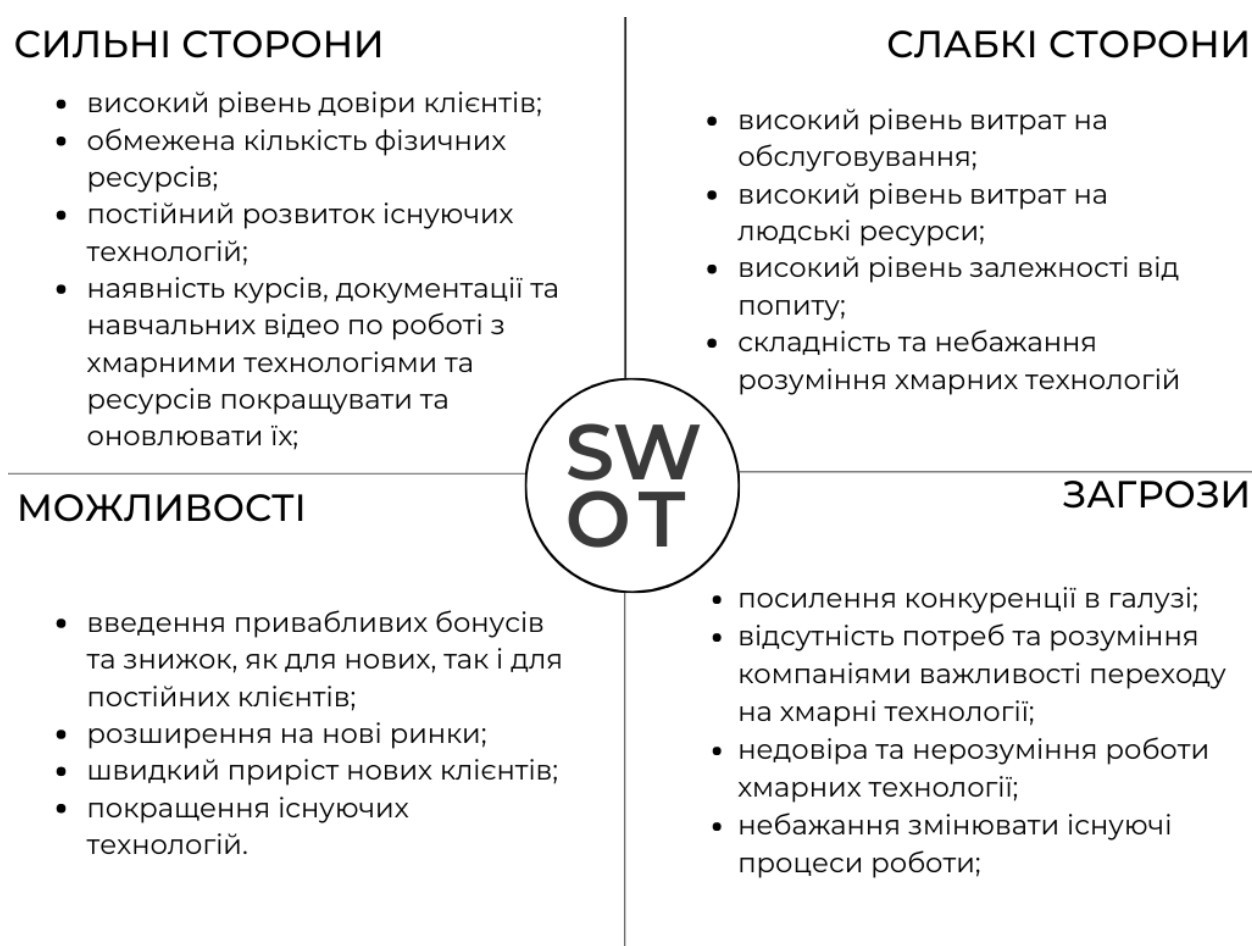 СИЛЬНІ СТОРОНИ
• високий рівень довіри клієнтів;
• обмежена кількість фізичних
ресурсів;
• постійний розвиток існуючих
технологій;
• наявність курсів, документації та
навчальних відео по роботі з
хмарними технологіями та
ресурсів покращувати та
оновлювати їх;
СЛАБКІ СТОРОНИ
• високий рівень витрат на
обслуговування;
• високий рівень витрат на
людські ресурси;
• високий рівень залежності від
попиту;
• складність та небажання
розуміння хмарних технологій
SW
OT
МОЖЛИВОСТІ
• введення привабливих бонусів
та знижок, як для нових, так і для
постійних клієнтів;
• розширення на нові ринки;
• швидкий приріст нових клієнтів;
• покращення існуючих
технологій.
ЗАГРОЗИ
• посилення конкуренції в галузі;
• відсутність потреб та розуміння
компаніями важливості переходу
на хмарні технології;
• недовіра та нерозуміння роботи
хмарних технології;
• небажання змінювати існуючі
процеси роботи;